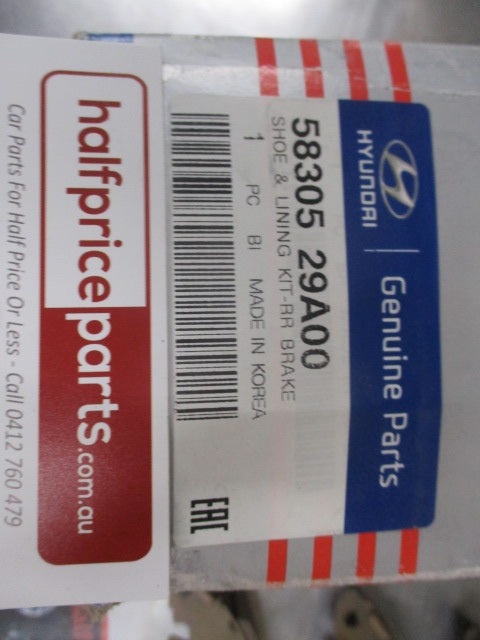 HYUNDAI | Genuine Parts
58305 29A00
SHOE & LINING KIT-RR BRAKE
1 PC BI MADE IN KOREA
EAC
halfpriceparts.com.au
Car Parts For Half Price Or Less - Call 0412 760 479